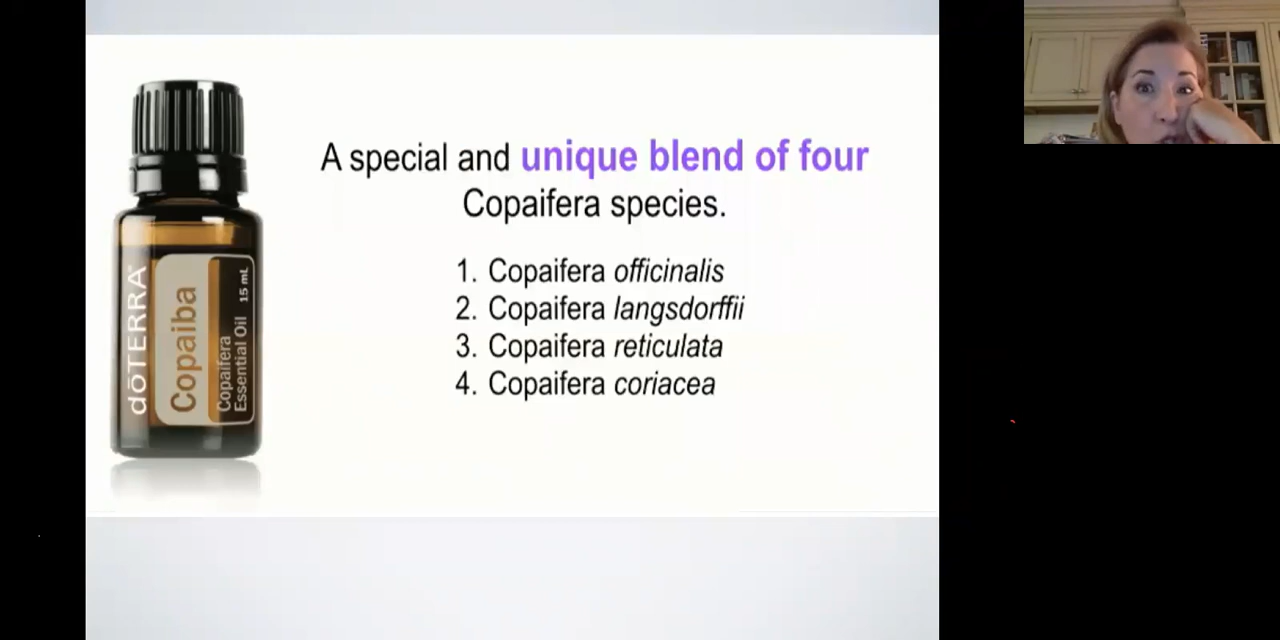 A special and unique blend of four
Copaifera species.
1. Copaifera officinalis
2. Copaifera langsdorffii
3. Copaifera reticulata
4. Copaifera coriacea
dōTERRA
Copaiba
Copaifera
Essential Oil 15 mL